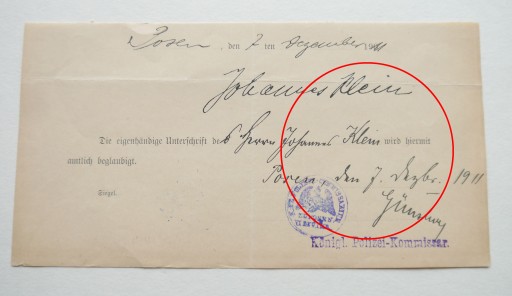 Posen, den 7 ten Dezember 1911
Johannes Klein
Die eigenhändige Unterschrift des Herrn Johannes Klein wird hiermit
amtlich beglaubigt.
Posen den 7. Dezbr. 1911
Siegel.
Königl. Polizei-Kommissar.